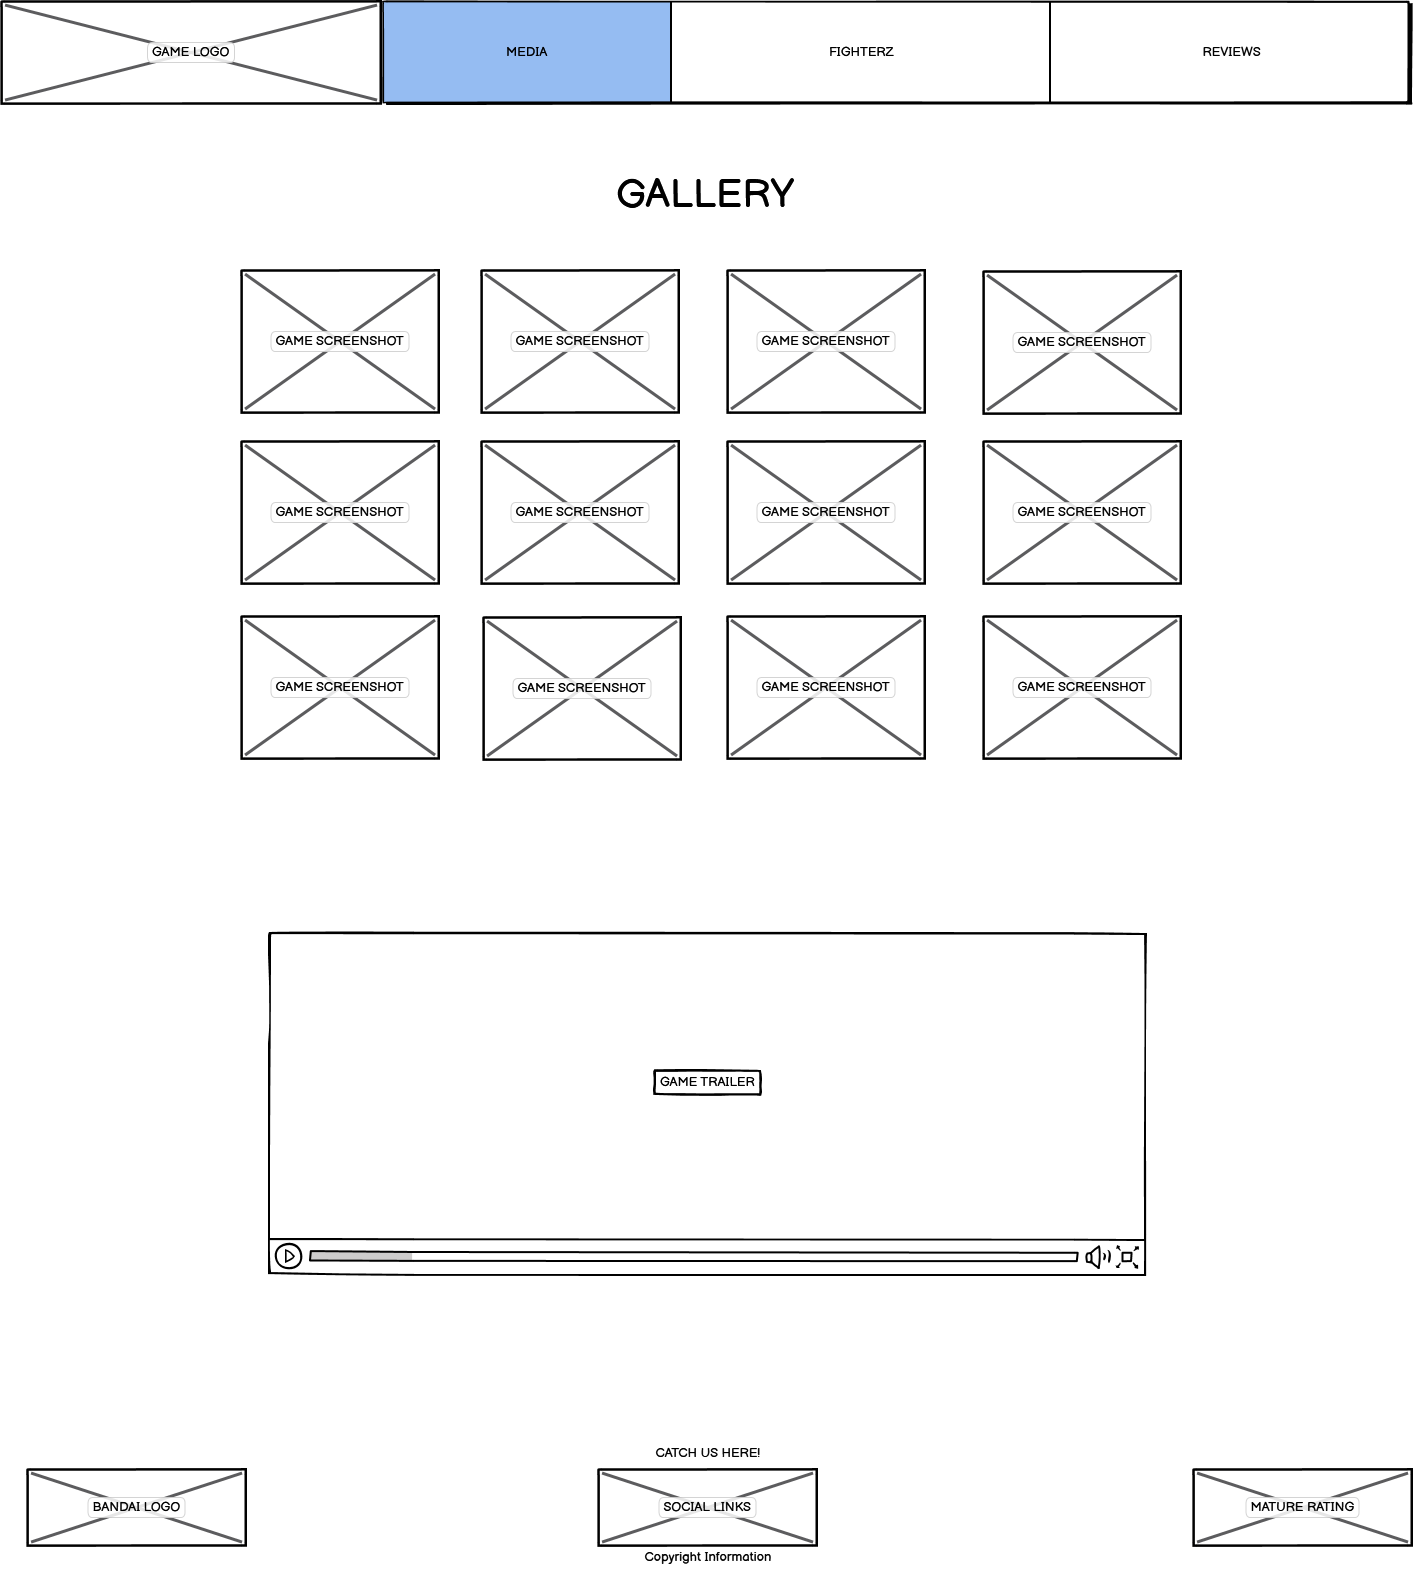 GAME LOGO
MEDIA
FIGHTERZ
REVIEWS
GALLERY
GAME SCREENSHOT
GAME SCREENSHOT
GAME SCREENSHOT
GAME SCREENSHOT
GAME SCREENSHOT
GAME SCREENSHOT
GAME SCREENSHOT
GAME SCREENSHOT
GAME SCREENSHOT
GAME SCREENSHOT
GAME SCREENSHOT
GAME SCREENSHOT
GAME TRAILER
CATCH US HERE!
BANDAI LOGO
SOCIAL LINKS
MATURE RATING
Copyright Information